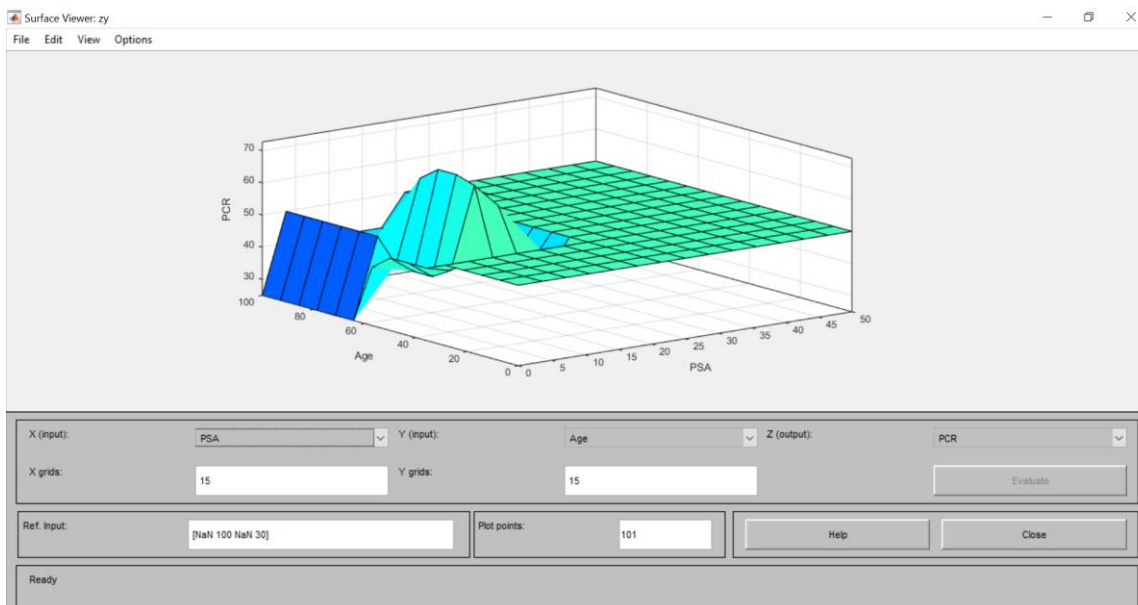 Surface Viewer: zy
File Edit View Options
70
60
50
40
30
PCR
100
80
60
40
20
0
Age
0
5
10
15
20
25
30
35
40
45
50
PSA
X (input): PSA Y (input): Age Z (output): PCR
X grids: 15 Y grids: 15 Evaluate
Ref. Input: [NaN 100 NaN 30] Plot points: 101 Help Close
Ready